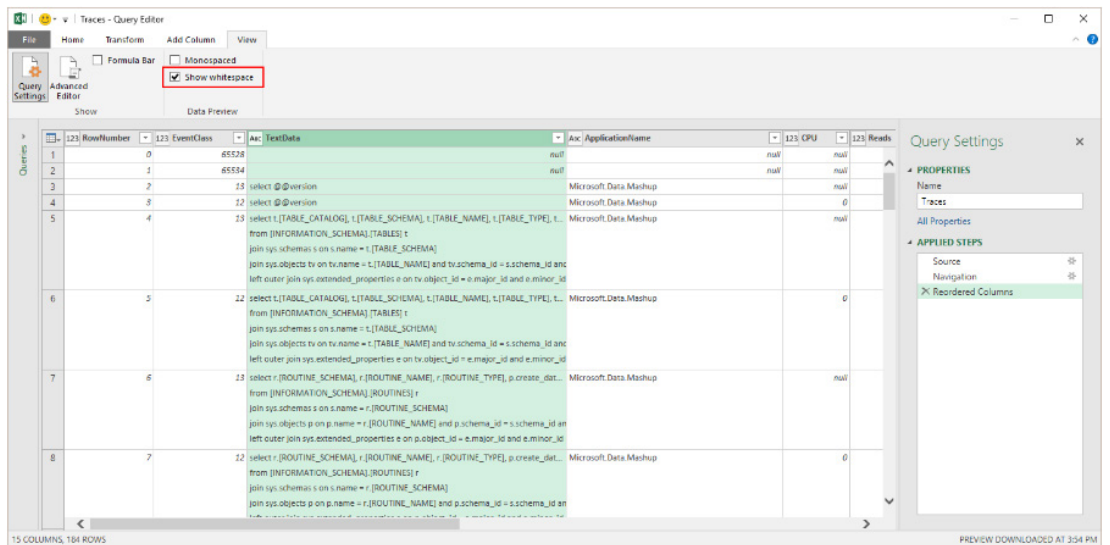 Traces - Query Editor
File Home Transform Add Column View
Query Settings
Advanced Editor
Formula Bar
Monospaced
Show whitespace
Show
Data Preview
Queries
123 RowNumber 123 EventClass ABC TextData ABC ApplicationName 123 CPU 123 Reads
1 0 65528 null null null
2 1 65534 null null null
3 2 13 select @@version Microsoft.Data.Mashup null
4 3 12 select @@version Microsoft.Data.Mashup 0
5 4 13 select t.[TABLE_CATALOG], t.[TABLE_SCHEMA], t.[TABLE_NAME], t.[TABLE_TYPE], t... Microsoft.Data.Mashup null
from [INFORMATION_SCHEMA].[TABLES] t
join sys.schemas s on s.name = t.[TABLE_SCHEMA]
join sys.objects tv on tv.name = t.[TABLE_NAME] and tv.schema_id = s.schema_id and
left outer join sys.extended_properties e on tv.object_id = e.major_id and e.minor_id
6 5 12 select t.[TABLE_CATALOG], t.[TABLE_SCHEMA], t.[TABLE_NAME], t.[TABLE_TYPE], t... Microsoft.Data.Mashup 0
from [INFORMATION_SCHEMA].[TABLES] t
join sys.schemas s on s.name = t.[TABLE_SCHEMA]
join sys.objects tv on tv.name = t.[TABLE_NAME] and tv.schema_id = s.schema_id and
left outer join sys.extended_properties e on tv.object_id = e.major_id and e.minor_id
7 6 13 select r.[ROUTINE_SCHEMA], r.[ROUTINE_NAME], r.[ROUTINE_TYPE], p.create_dat... Microsoft.Data.Mashup null
from [INFORMATION_SCHEMA].[ROUTINES] r
join sys.schemas s on s.name = r.[ROUTINE_SCHEMA]
join sys.objects p on p.name = r.[ROUTINE_NAME] and p.schema_id = s.schema_id an
left outer join sys.extended_properties e on p.object_id = e.major_id and e.minor_id
8 7 12 select r.[ROUTINE_SCHEMA], r.[ROUTINE_NAME], r.[ROUTINE_TYPE], p.create_dat... Microsoft.Data.Mashup 0
from [INFORMATION_SCHEMA].[ROUTINES] r
join sys.schemas s on s.name = r.[ROUTINE_SCHEMA]
join sys.objects p on p.name = r.[ROUTINE_NAME] and p.schema_id = s.schema_id an
Query Settings
PROPERTIES
Name
Traces
All Properties
APPLIED STEPS
Source
Navigation
Reordered Columns
15 COLUMNS, 184 ROWS
PREVIEW DOWNLOADED AT 3:54 PM